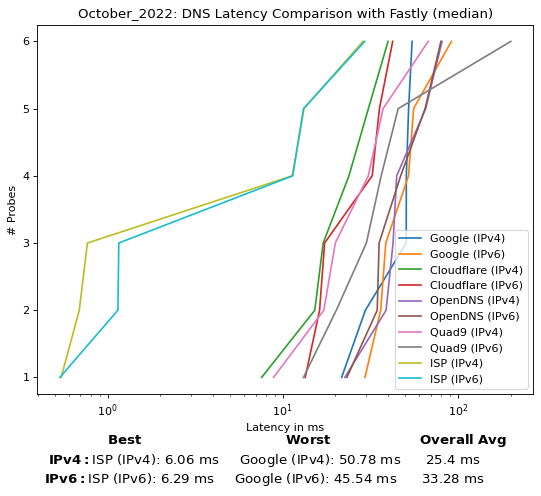 October_2022: DNS Latency Comparison with Fastly (median)
# Probes
6
5
4
3
2
1
Google (IPv4)
Google (IPv6)
Cloudflare (IPv4)
Cloudflare (IPv6)
OpenDNS (IPv4)
OpenDNS (IPv6)
Quad9 (IPv4)
Quad9 (IPv6)
ISP (IPv4)
ISP (IPv6)
10⁰ 10¹ 10²
Latency in ms
Best Worst Overall Avg
IPv4: ISP (IPv4): 6.06 ms Google (IPv4): 50.78 ms 25.4 ms
IPv6: ISP (IPv6): 6.29 ms Google (IPv6): 45.54 ms 33.28 ms